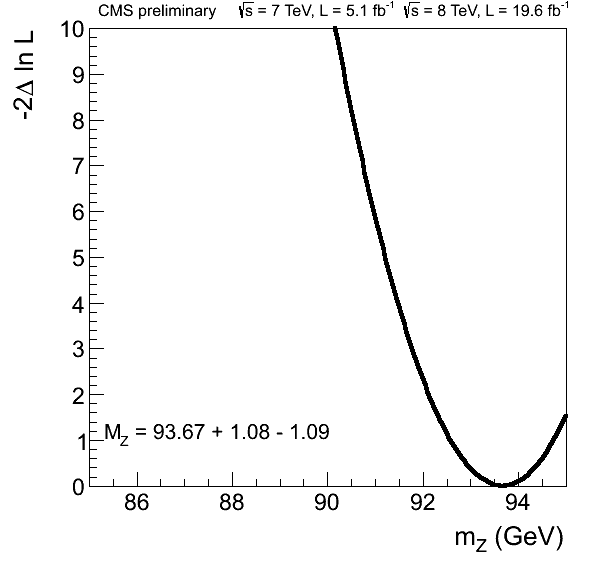 CMS preliminary √s = 7 TeV, L = 5.1 fb⁻¹ √s = 8 TeV, L = 19.6 fb⁻¹
-2Δ ln L
10
9
8
7
6
5
4
3
2
1
0
M_Z = 93.67 + 1.08 - 1.09
86 88 90 92 94
m_Z (GeV)